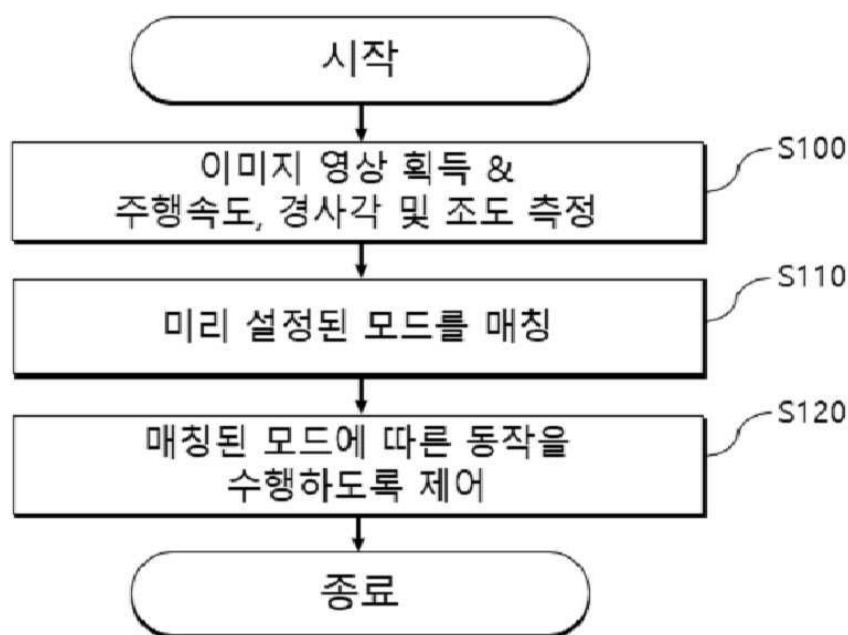 시작
이미지 영상 획득 &
주행속도, 경사각 및 조도 측정
S100
미리 설정된 모드를 매칭
S110
매칭된 모드에 따른 동작을
수행하도록 제어
S120
종료